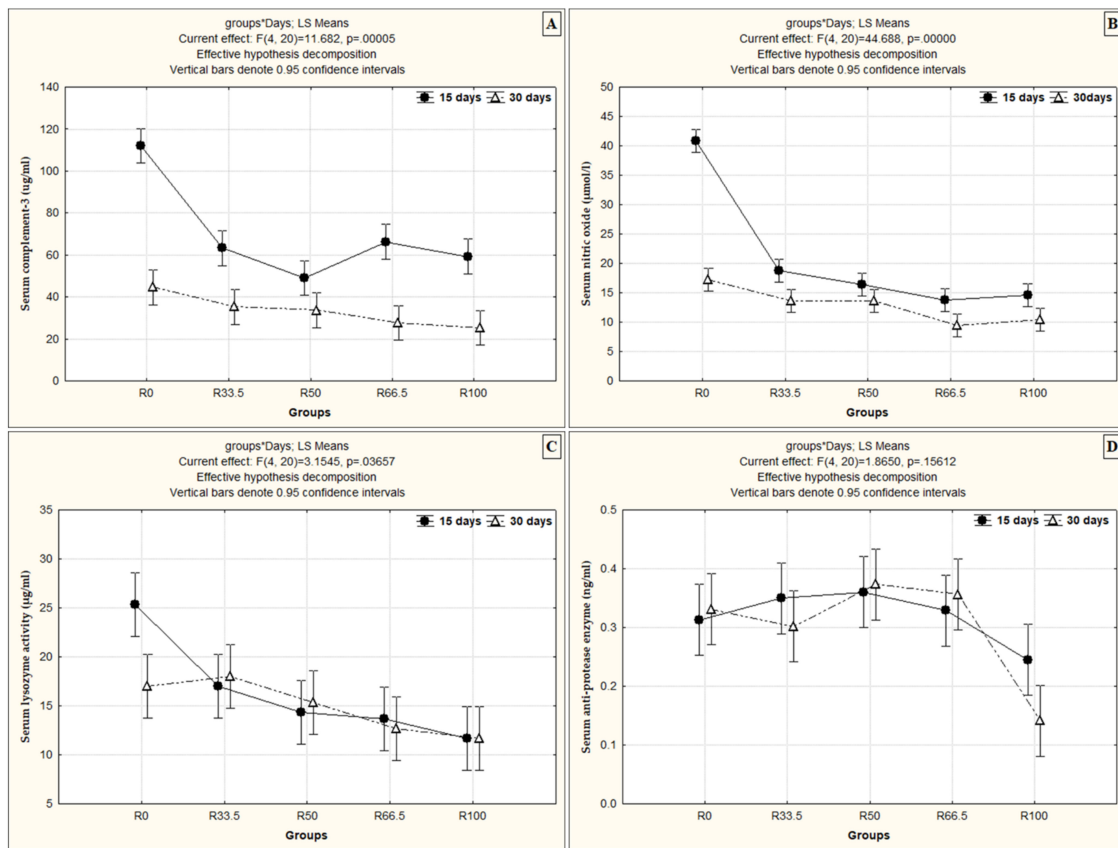 groups*Days; LS Means
Current effect: F(4, 20)=11.682, p=.00005
Effective hypothesis decomposition
Vertical bars denote 0.95 confidence intervals
A
15 days 30 days
140
120
100
80
60
40
20
0
Serum complement-3 (ug/ml)
R0 R33.5 R50 R66.5 R100
Groups
groups*Days; LS Means
Current effect: F(4, 20)=44.688, p=.00000
Effective hypothesis decomposition
Vertical bars denote 0.95 confidence intervals
B
15 days 30days
50
45
40
35
30
25
20
15
10
5
0
Serum nitric oxide (µmol/l)
R0 R33.5 R50 R66.5 R100
Groups
groups*Days; LS Means
Current effect: F(4, 20)=3.1545, p=.03657
Effective hypothesis decomposition
Vertical bars denote 0.95 confidence intervals
C
15 days 30 days
35
30
25
20
15
10
5
Serum lysozyme activity (µg/ml)
R0 R33.5 R50 R66.5 R100
Groups
groups*Days; LS Means
Current effect: F(4, 20)=1.8650, p=.15612
Effective hypothesis decomposition
Vertical bars denote 0.95 confidence intervals
D
15 days 30 days
0.5
0.4
0.3
0.2
0.1
0.0
Serum anti-protease enzyme (ng/ml)
R0 R33.5 R50 R66.5 R100
Groups